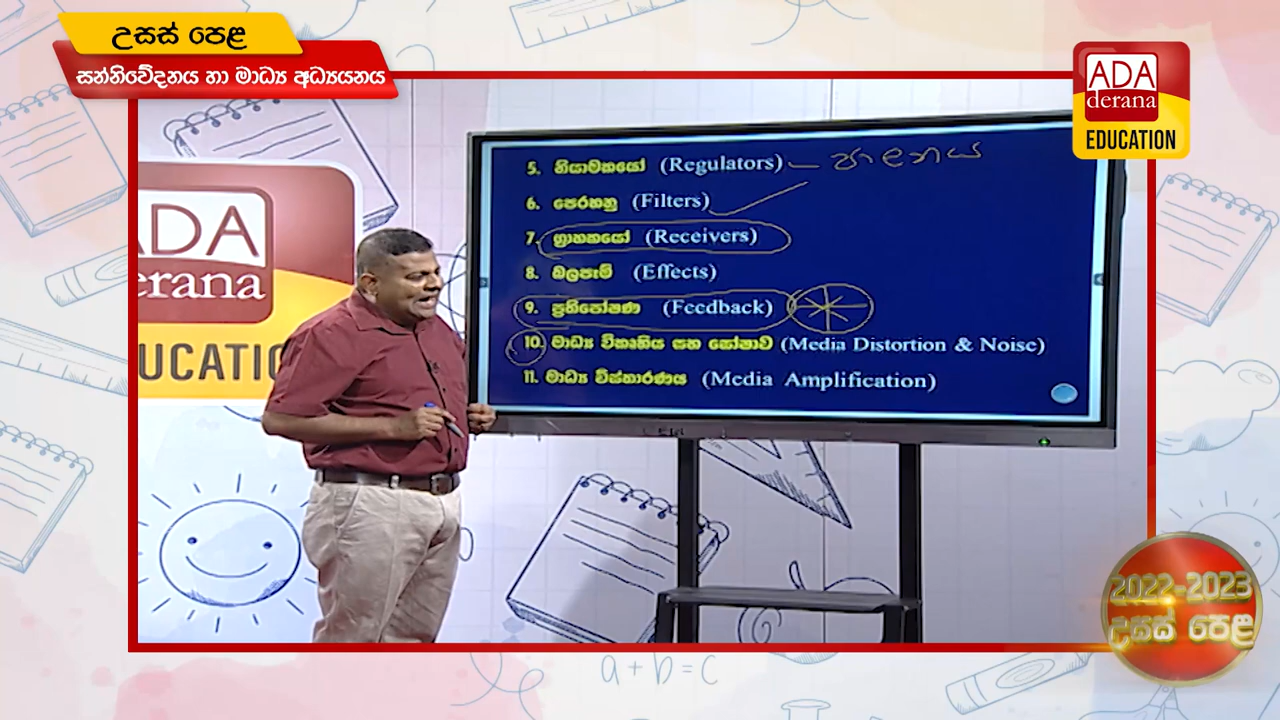 උසස් පෙළ
සන්නිවේදනය හා මාධ්‍ය අධ්‍යයනය
ADA
derana
EDUCATION
ADA
derana
UCATIO
5. නියාමකයෝ (Regulators) – පාලනය
6. පෙරහනු (Filters)
7. ග්‍රාහකයෝ (Receivers)
8. බලපෑම් (Effects)
9. ප්‍රතිපෝෂණ (Feedback)
10. මාධ්‍ය විකෘතිය සහ ඝෝෂාව (Media Distortion & Noise)
11. මාධ්‍ය විස්තාරණය (Media Amplification)
2022-2023
උසස් පෙළ
a + b = c